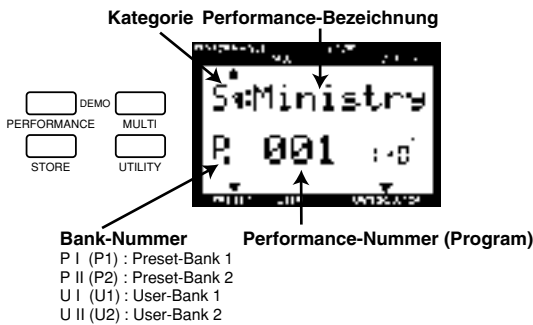 Kategorie Performance-Bezeichnung
:Ministry
P. 001
DEMO
PERFORMANCE MULTI
STORE UTILITY
Bank-Nummer
P I (P1) : Preset-Bank 1
P II (P2) : Preset-Bank 2
U I (U1) : User-Bank 1
U II (U2) : User-Bank 2
Performance-Nummer (Program)